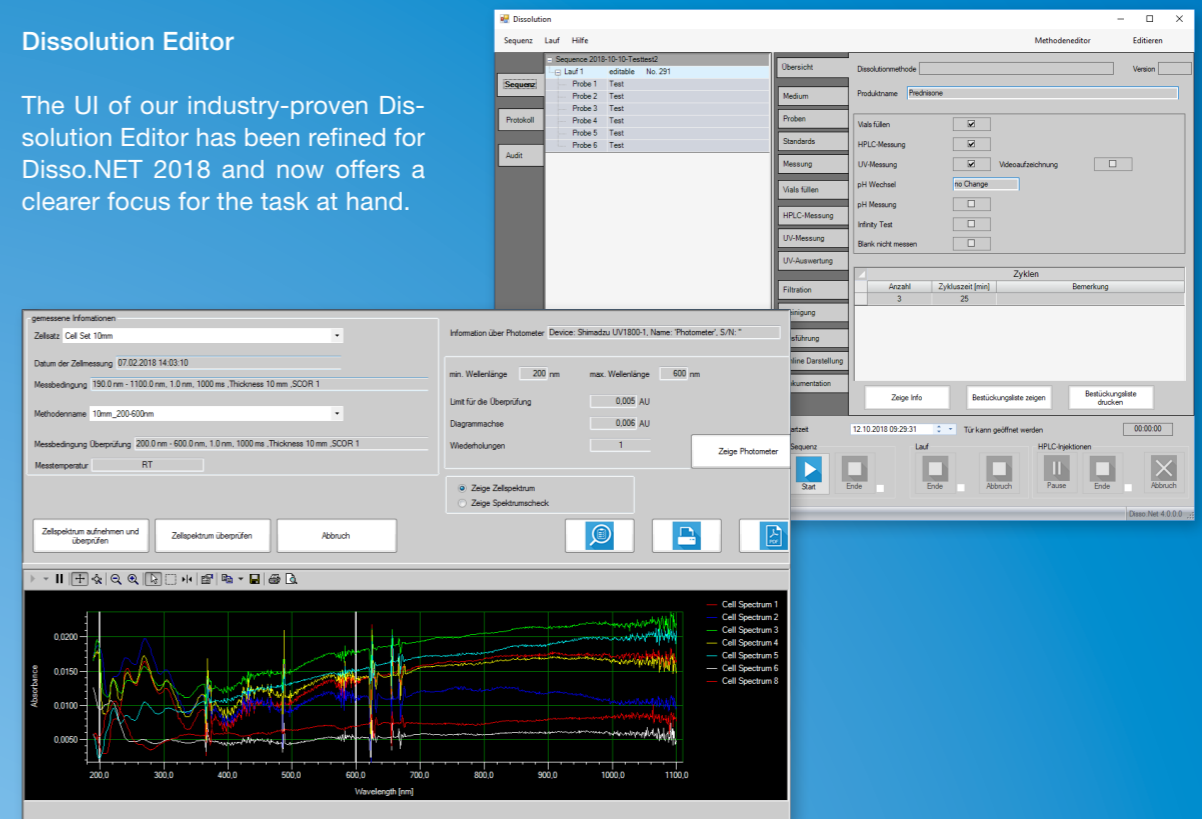 Dissolution Editor
The UI of our industry-proven Dis-
solution Editor has been refined for
Disso.NET 2018 and now offers a
clearer focus for the task at hand.
Dissolution
Sequenz Lauf Hilfe
Methodeneditor Editieren
Sequenz
Protokoll
Audit
Sequence 2018-10-10-Testtest2
Lauf 1 editable No. 291
Probe 1 Test
Probe 2 Test
Probe 3 Test
Probe 4 Test
Probe 5 Test
Probe 6 Test
Übersicht
Medium
Proben
Standards
Messung
Vials füllen
HPLC-Messung
UV-Messung
UV-Auswertung
Filtration
einigung
sführung
nline Darstellung
kumentation
Dissolutionmethode Version
Produktname Prednisone
Vials füllen
HPLC-Messung
UV-Messung Videoaufzeichnung
pH Wechsel no Change
pH Messung
Infinity Test
Blank nicht messen
Zyklen
Anzahl Zykluszeit [min] Bemerkung
3 25
Zeige Info
Bestückungsliste zeigen
Bestückungsliste
drucken
artzeit 12.10.2018 09:29:31 Tür kann geöffnet werden 00:00:00
Sequenz Lauf HPLC-Injektionen
Start Ende Ende Abbruch Pause Ende Abbruch
Disso.Net 4.0.0.0
gemessene Infomationen
Zellsatz Cell Set 10mm
Datum der Zellmessung 07.02.2018 14:03:10
Messbedingung 190.0 nm - 1100.0 nm, 1.0 nm, 1000 ms ,Thickness 10 mm ,SCOR 1
Methodenname 10mm_200-600nm
Messbedingung Überprüfung 200.0 nm - 600.0 nm, 1.0 nm, 1000 ms ,Thickness 10 mm ,SCOR 1
Messtemperatur RT
Information über Photometer Device: Shimadzu UV1800-1, Name: 'Photometer', S/N: ''
min. Wellenlänge 200 nm max. Wellenlänge 600 nm
Limit für die Überprüfung 0,005 AU
Diagrammachse 0,006 AU
Wiederholungen 1
Zeige Photometer
Zeige Zellspektrum
Zeige Spektrumscheck
Zellspektrum aufnehmen und
überprüfen
Zellspektrum überprüfen
Abbruch
PDF
Absorbance
0,0200
0,0150
0,0100
0,0050
200,0 300,0 400,0 500,0 600,0 700,0 800,0 900,0 1000,0 1100,0
Wavelength [nm]
Cell Spectrum 1
Cell Spectrum 2
Cell Spectrum 3
Cell Spectrum 4
Cell Spectrum 5
Cell Spectrum 6
Cell Spectrum 8